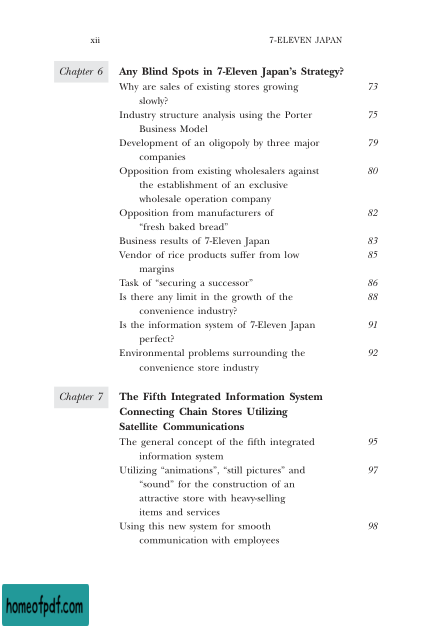 xii 7-ELEVEN JAPAN
Chapter 6 Any Blind Spots in 7-Eleven Japan's Strategy?
Why are sales of existing stores growing 73
slowly?
Industry structure analysis using the Porter 75
Business Model
Development of an oligopoly by three major 79
companies
Opposition from existing wholesalers against 80
the establishment of an exclusive
wholesale operation company
Opposition from manufacturers of 82
"fresh baked bread"
Business results of 7-Eleven Japan 83
Vendor of rice products suffer from low 85
margins
Task of "securing a successor" 86
Is there any limit in the growth of the 88
convenience industry?
Is the information system of 7-Eleven Japan 91
perfect?
Environmental problems surrounding the 92
convenience store industry
Chapter 7 The Fifth Integrated Information System
Connecting Chain Stores Utilizing
Satellite Communications
The general concept of the fifth integrated 95
information system
Utilizing "animations", "still pictures" and 97
"sound" for the construction of an
attractive store with heavy-selling
items and services
Using this new system for smooth 98
communication with employees
homeofpdf.com